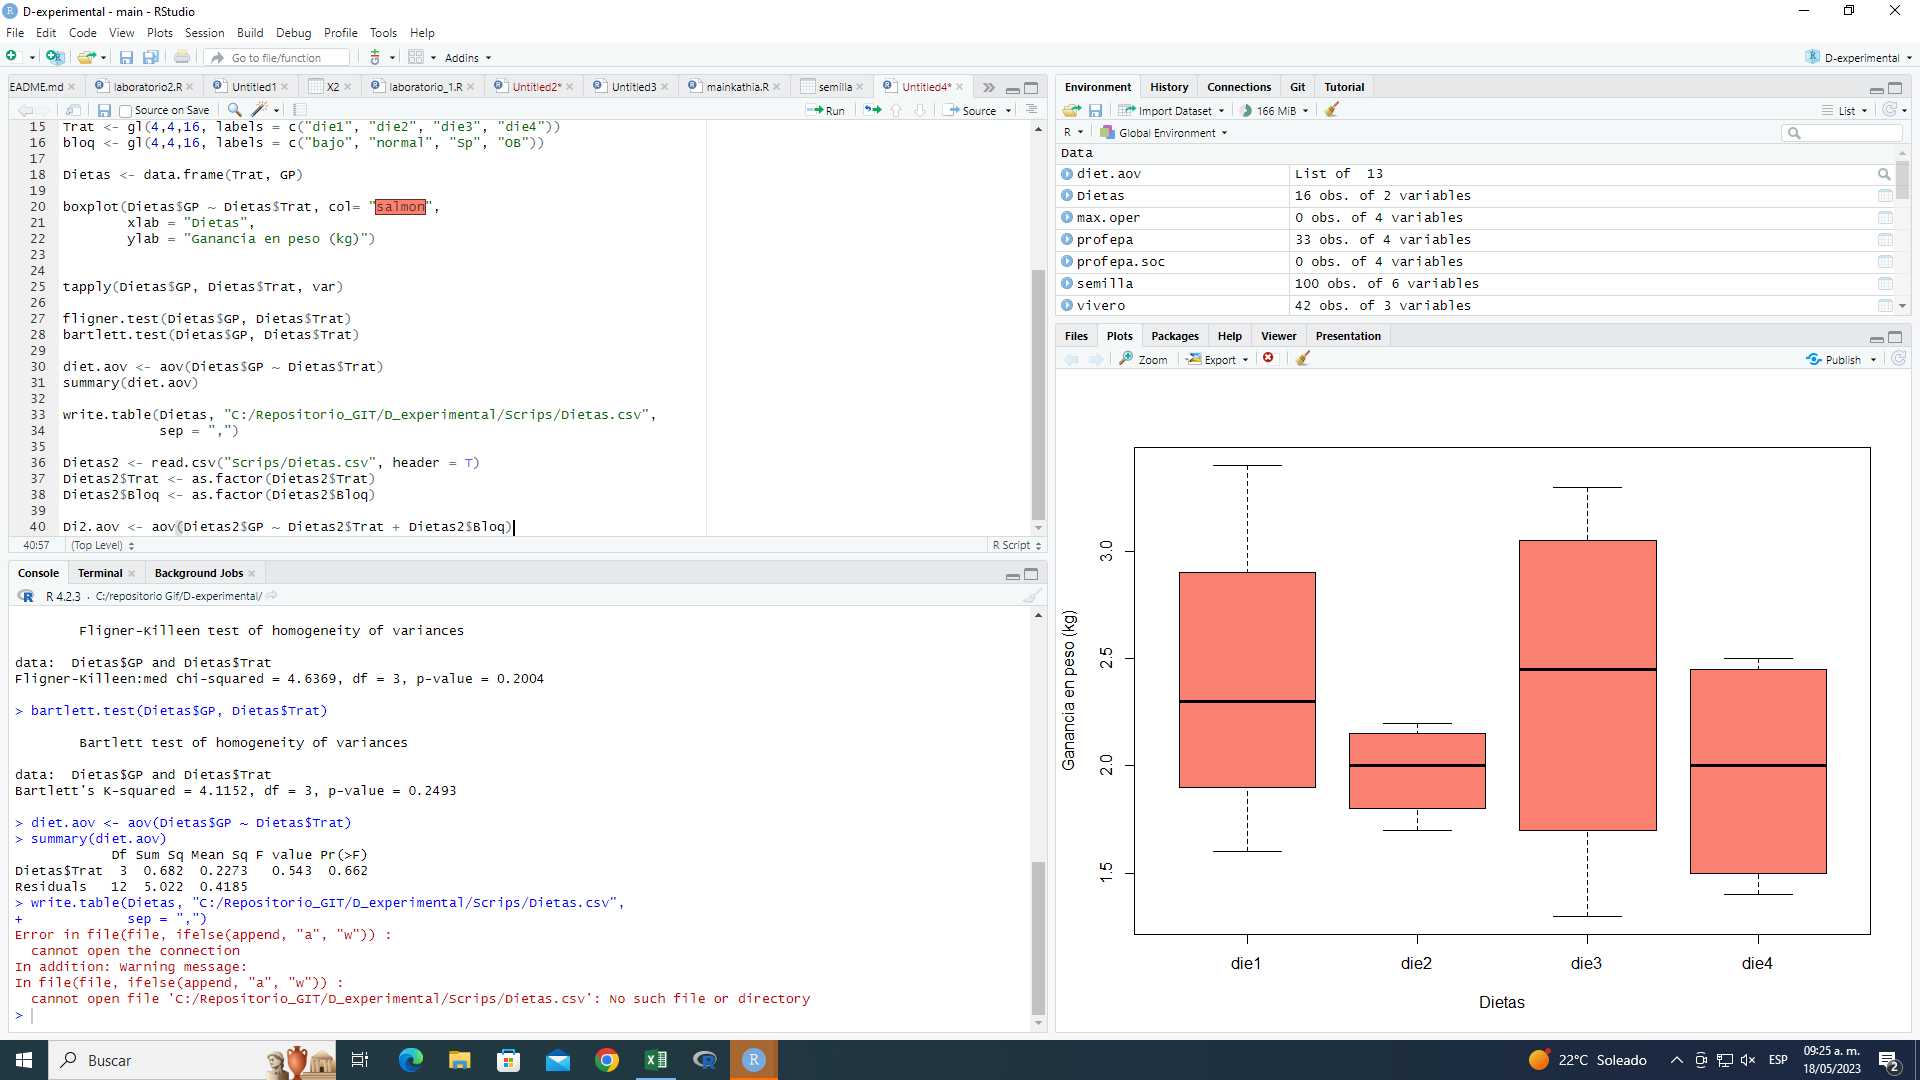 D-experimental - main - RStudio
File Edit Code View Plots Session Build Debug Profile Tools Help
Go to file/function Addins D-experimental
EADME.md laboratorio2.R Untitled1 X2 laboratorio_1.R Untitled2* Untitled3 mainkathia.R semilla Untitled4*
Source on Save Run Source
15 Trat <- gl(4,4,16, labels = c("die1", "die2", "die3", "die4"))
16 bloq <- gl(4,4,16, labels = c("bajo", "normal", "Sp", "OB"))
17
18 Dietas <- data.frame(Trat, GP)
19
20 boxplot(Dietas$GP ~ Dietas$Trat, col= "salmon",
21 xlab = "Dietas",
22 ylab = "Ganancia en peso (kg)")
23
24
25 tapply(Dietas$GP, Dietas$Trat, var)
26
27 fligner.test(Dietas$GP, Dietas$Trat)
28 bartlett.test(Dietas$GP, Dietas$Trat)
29
30 diet.aov <- aov(Dietas$GP ~ Dietas$Trat)
31 summary(diet.aov)
32
33 write.table(Dietas, "C:/Repositorio_GIT/D_experimental/Scrips/Dietas.csv",
34 sep = ",")
35
36 Dietas2 <- read.csv("Scrips/Dietas.csv", header = T)
37 Dietas2$Trat <- as.factor(Dietas2$Trat)
38 Dietas2$Bloq <- as.factor(Dietas2$Bloq)
39
40 Di2.aov <- aov(Dietas2$GP ~ Dietas2$Trat + Dietas2$Bloq)
40:57 (Top Level) R Script
Console Terminal Background Jobs
R 4.2.3 · C:/repositorio Gif/D-experimental/
Fligner-Killeen test of homogeneity of variances
data: Dietas$GP and Dietas$Trat
Fligner-Killeen:med chi-squared = 4.6369, df = 3, p-value = 0.2004
> bartlett.test(Dietas$GP, Dietas$Trat)
Bartlett test of homogeneity of variances
data: Dietas$GP and Dietas$Trat
Bartlett's K-squared = 4.1152, df = 3, p-value = 0.2493
> diet.aov <- aov(Dietas$GP ~ Dietas$Trat)
> summary(diet.aov)
Df Sum Sq Mean Sq F value Pr(>F)
Dietas$Trat 3 0.682 0.2273 0.543 0.662
Residuals 12 5.022 0.4185
> write.table(Dietas, "C:/Repositorio_GIT/D_experimental/Scrips/Dietas.csv",
+ sep = ",")
Error in file(file, ifelse(append, "a", "w")) :
cannot open the connection
In addition: Warning message:
In file(file, ifelse(append, "a", "w")) :
cannot open file 'C:/Repositorio_GIT/D_experimental/Scrips/Dietas.csv': No such file or directory
>
Environment History Connections Git Tutorial
Import Dataset 166 MiB List
R Global Environment
Data
diet.aov List of 13
Dietas 16 obs. of 2 variables
max.oper 0 obs. of 4 variables
profepa 33 obs. of 4 variables
profepa.soc 0 obs. of 4 variables
semilla 100 obs. of 6 variables
vivero 42 obs. of 3 variables
Files Plots Packages Help Viewer Presentation
Zoom Export Publish
Ganancia en peso (kg)
3.0
2.5
2.0
1.5
die1 die2 die3 die4
Dietas
Buscar
22°C Soleado ESP 09:25 a. m.
18/05/2023
2